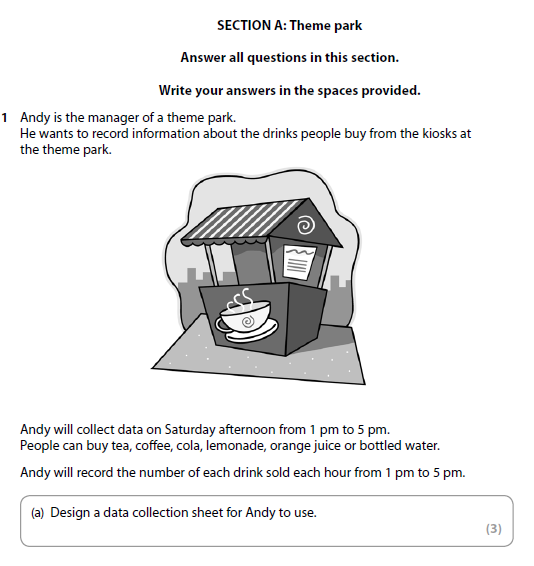 SECTION A: Theme park
Answer all questions in this section.
Write your answers in the spaces provided.
1 Andy is the manager of a theme park.
He wants to record information about the drinks people buy from the kiosks at
the theme park.
Andy will collect data on Saturday afternoon from 1 pm to 5 pm.
People can buy tea, coffee, cola, lemonade, orange juice or bottled water.
Andy will record the number of each drink sold each hour from 1 pm to 5 pm.
(a) Design a data collection sheet for Andy to use.
(3)